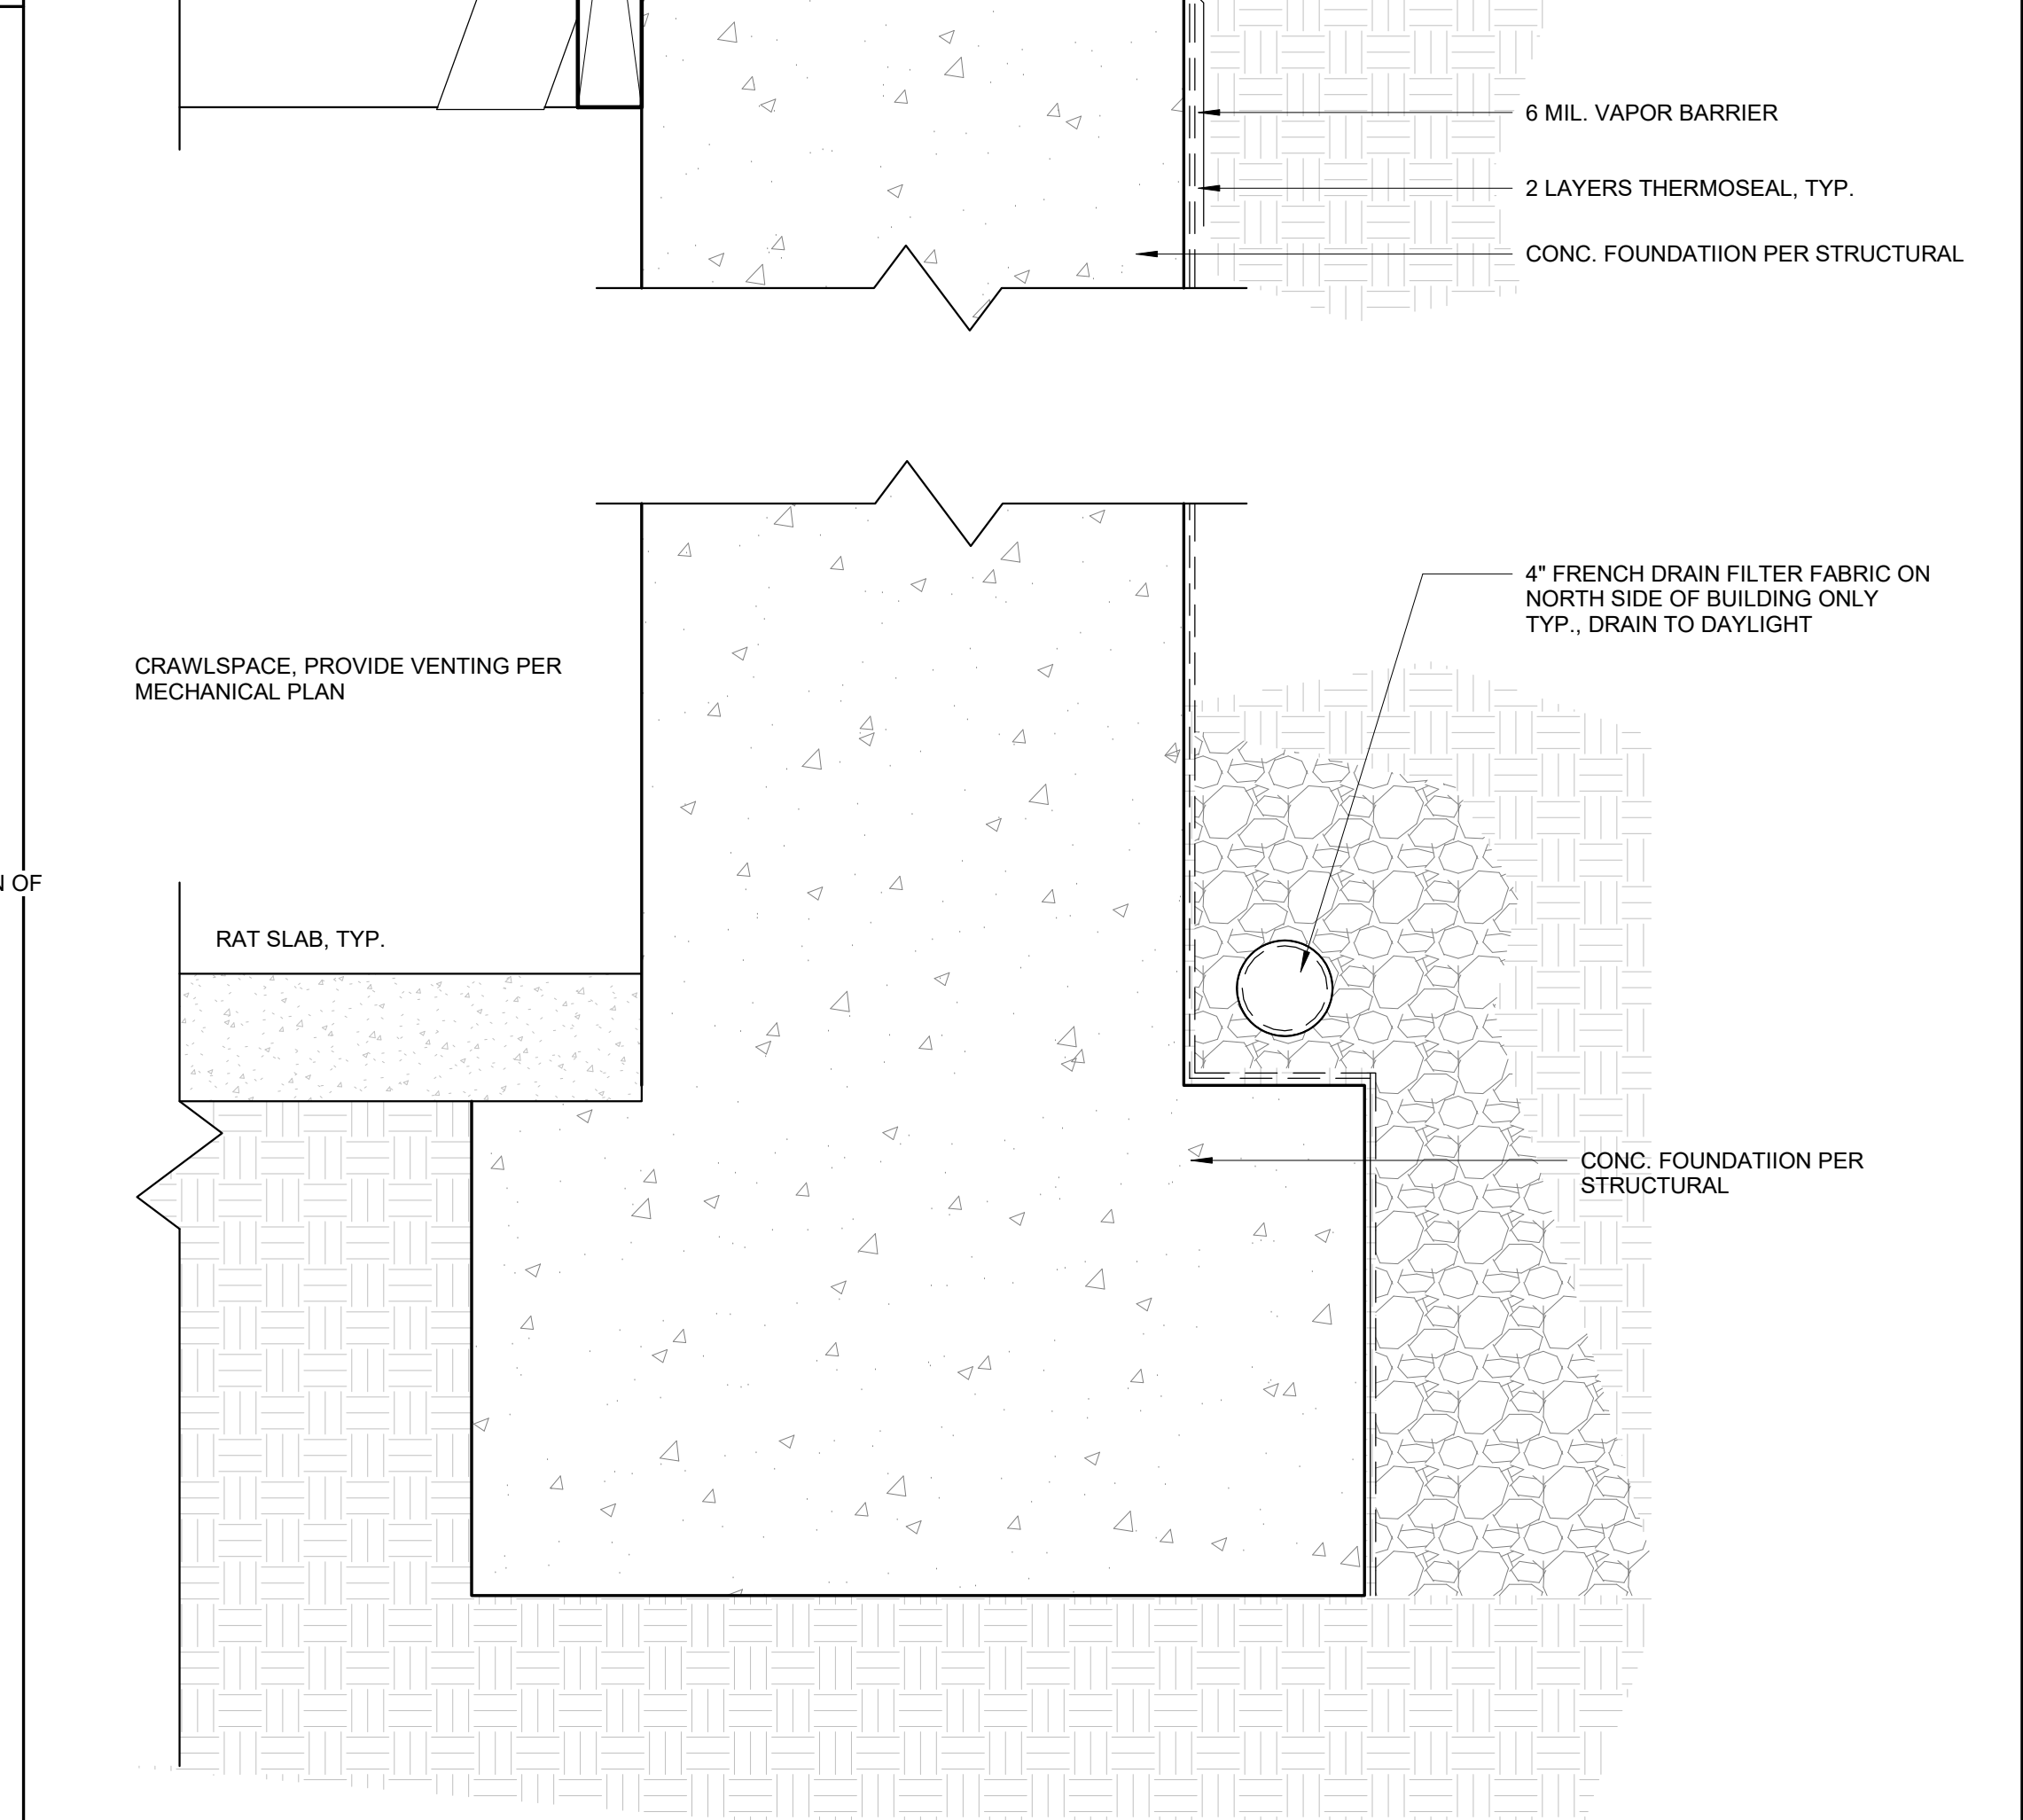 6 MIL. VAPOR BARRIER
2 LAYERS THERMOSEAL, TYP.
CONC. FOUNDATIION PER STRUCTURAL
4" FRENCH DRAIN FILTER FABRIC ON
NORTH SIDE OF BUILDING ONLY
TYP., DRAIN TO DAYLIGHT
CRAWLSPACE, PROVIDE VENTING PER
MECHANICAL PLAN
OF
RAT SLAB, TYP.
CONC. FOUNDATIION PER
STRUCTURAL